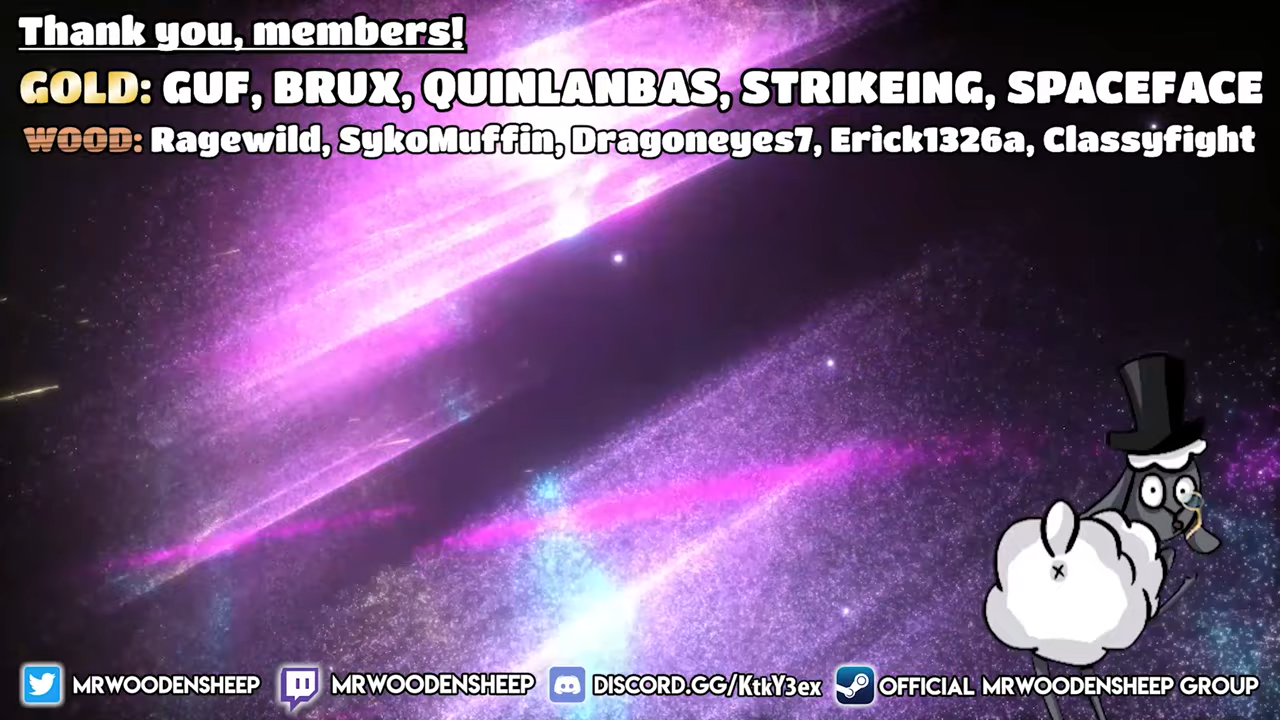 Thank you, members!
GOLD: GUF, BRUX, QUINLANBAS, STRIKEING, SPACEFACE
WOOD: Ragewild, SykoMuffin, Dragoneyes7, Erick1326a, Classyfight
MRWOODENSHEEP MRWOODENSHEEP DISCORD.GG/KtkY3ex OFFICIAL MRWOODENSHEEP GROUP